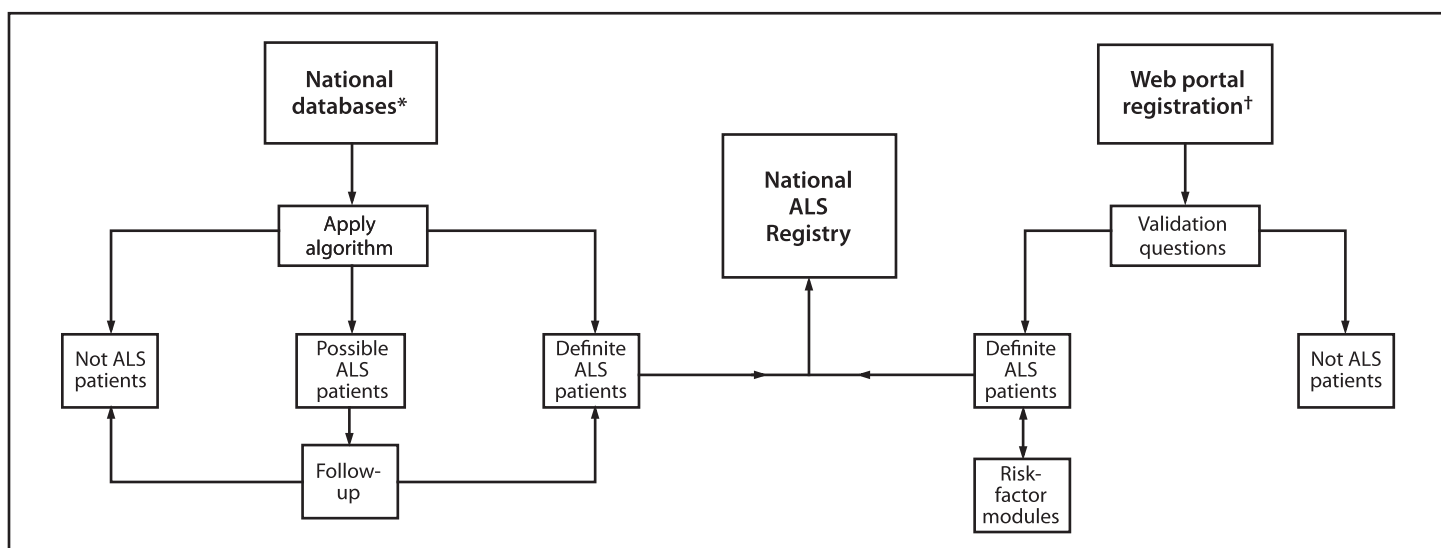 National
databases*
Web portal
registration†
National
ALS
Registry
Apply
algorithm
Validation
questions
Not ALS
patients
Possible
ALS
patients
Definite
ALS
patients
Definite
ALS
patients
Not ALS
patients
Follow-
up
Risk-
factor
modules